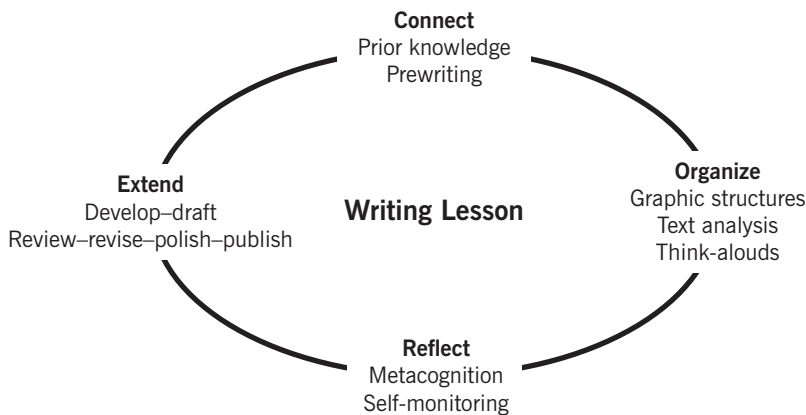 Connect
Prior knowledge
Prewriting
Extend
Develop–draft
Review–revise–polish–publish
Writing Lesson
Organize
Graphic structures
Text analysis
Think-alouds
Reflect
Metacognition
Self-monitoring